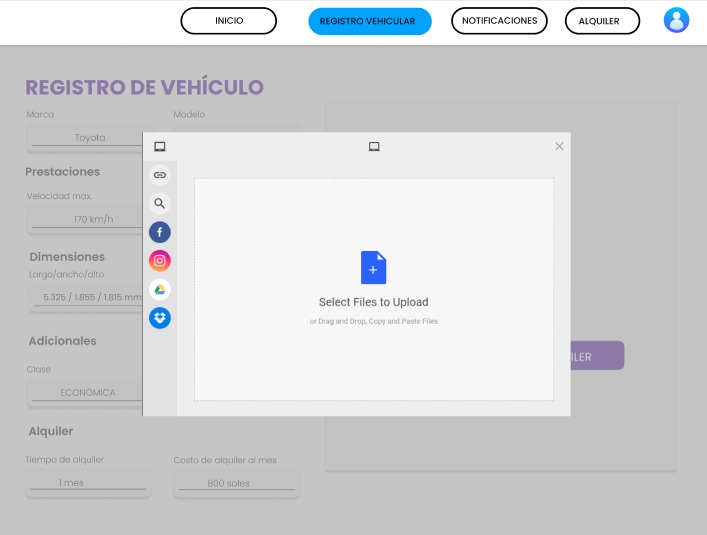 INICIO
REGISTRO VEHICULAR
NOTIFICACIONES
ALQUILER
REGISTRO DE VEHÍCULO
Marca
Modelo
Toyota
Prestaciones
Velocidad max.
170 km/h
Dimensiones
Largo/ancho/alto
5.325 / 1.855 / 1.815 mm
Adicionales
Clase
ECONÓMICA
Alquiler
Tiempo de alquiler
Costo de alquiler al mes
1 mes
800 soles
Select Files to Upload
or Drag and Drop, Copy and Paste Files
ILER